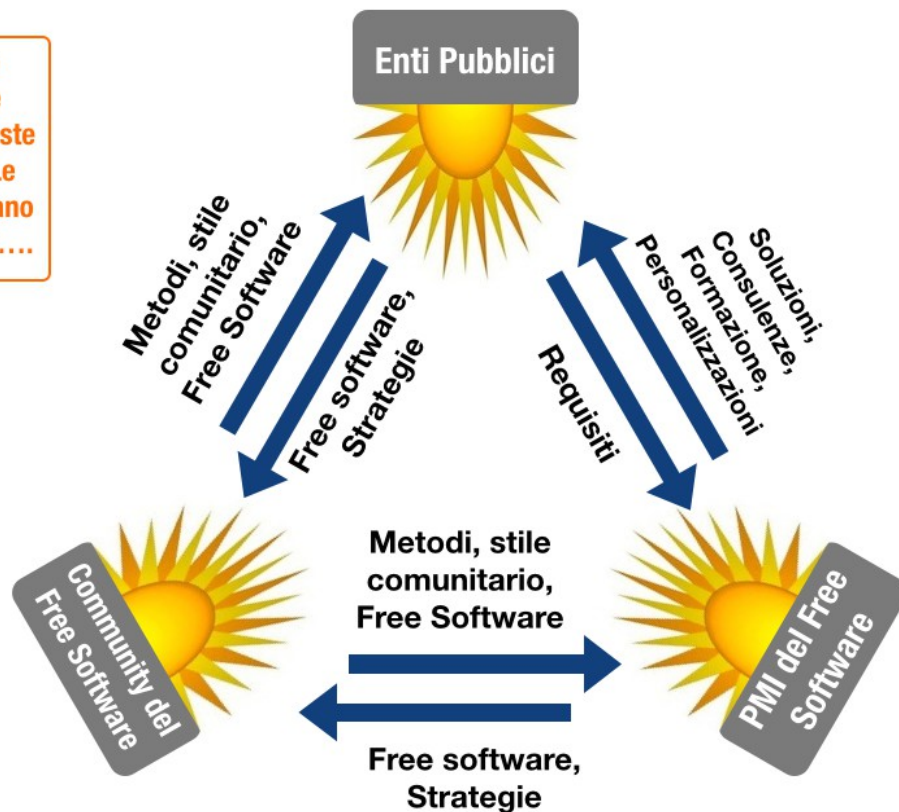 Enti Pubblici
Metodi, stile
comunitario,
Free Software
Free software,
Strategie
Requisiti
Soluzioni,
Consulenze,
Formazione,
Personalizzazioni
Community del
Free Software
Metodi, stile
comunitario,
Free Software
Free software,
Strategie
PMI del Free
Software